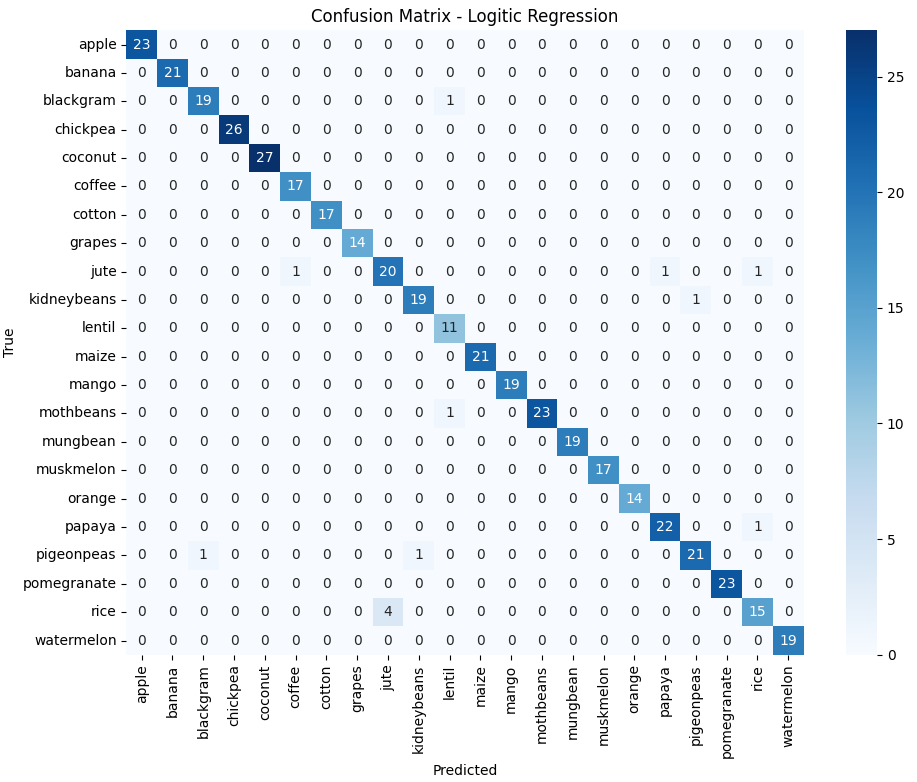 Confusion Matrix - Logitic Regression
apple 23 0 0 0 0 0 0 0 0 0 0 0 0 0 0 0 0 0 0 0 0 0
banana 0 21 0 0 0 0 0 0 0 0 0 0 0 0 0 0 0 0 0 0 0 0
blackgram 0 0 19 0 0 0 0 0 0 0 1 0 0 0 0 0 0 0 0 0 0 0
chickpea 0 0 0 26 0 0 0 0 0 0 0 0 0 0 0 0 0 0 0 0 0 0
coconut 0 0 0 0 27 0 0 0 0 0 0 0 0 0 0 0 0 0 0 0 0 0
coffee 0 0 0 0 0 17 0 0 0 0 0 0 0 0 0 0 0 0 0 0 0 0
cotton 0 0 0 0 0 0 17 0 0 0 0 0 0 0 0 0 0 0 0 0 0 0
grapes 0 0 0 0 0 0 0 14 0 0 0 0 0 0 0 0 0 0 0 0 0 0
jute 0 0 0 0 0 1 0 0 20 0 0 0 0 0 0 0 0 1 0 0 1 0
kidneybeans 0 0 0 0 0 0 0 0 0 19 0 0 0 0 0 0 0 0 1 0 0 0
lentil 0 0 0 0 0 0 0 0 0 0 11 0 0 0 0 0 0 0 0 0 0 0
maize 0 0 0 0 0 0 0 0 0 0 0 21 0 0 0 0 0 0 0 0 0 0
mango 0 0 0 0 0 0 0 0 0 0 0 0 19 0 0 0 0 0 0 0 0 0
mothbeans 0 0 0 0 0 0 0 0 0 0 1 0 0 23 0 0 0 0 0 0 0 0
mungbean 0 0 0 0 0 0 0 0 0 0 0 0 0 0 19 0 0 0 0 0 0 0
muskmelon 0 0 0 0 0 0 0 0 0 0 0 0 0 0 0 17 0 0 0 0 0 0
orange 0 0 0 0 0 0 0 0 0 0 0 0 0 0 0 0 14 0 0 0 0 0
papaya 0 0 0 0 0 0 0 0 0 0 0 0 0 0 0 0 0 22 0 0 1 0
pigeonpeas 0 0 1 0 0 0 0 0 0 1 0 0 0 0 0 0 0 0 21 0 0 0
pomegranate 0 0 0 0 0 0 0 0 0 0 0 0 0 0 0 0 0 0 0 23 0 0
rice 0 0 0 0 0 0 0 0 4 0 0 0 0 0 0 0 0 0 0 0 15 0
watermelon 0 0 0 0 0 0 0 0 0 0 0 0 0 0 0 0 0 0 0 0 0 19
True
apple
banana
blackgram
chickpea
coconut
coffee
cotton
grapes
jute
kidneybeans
lentil
maize
mango
mothbeans
mungbean
muskmelon
orange
papaya
pigeonpeas
pomegranate
rice
watermelon
Predicted
25
20
15
10
5
0